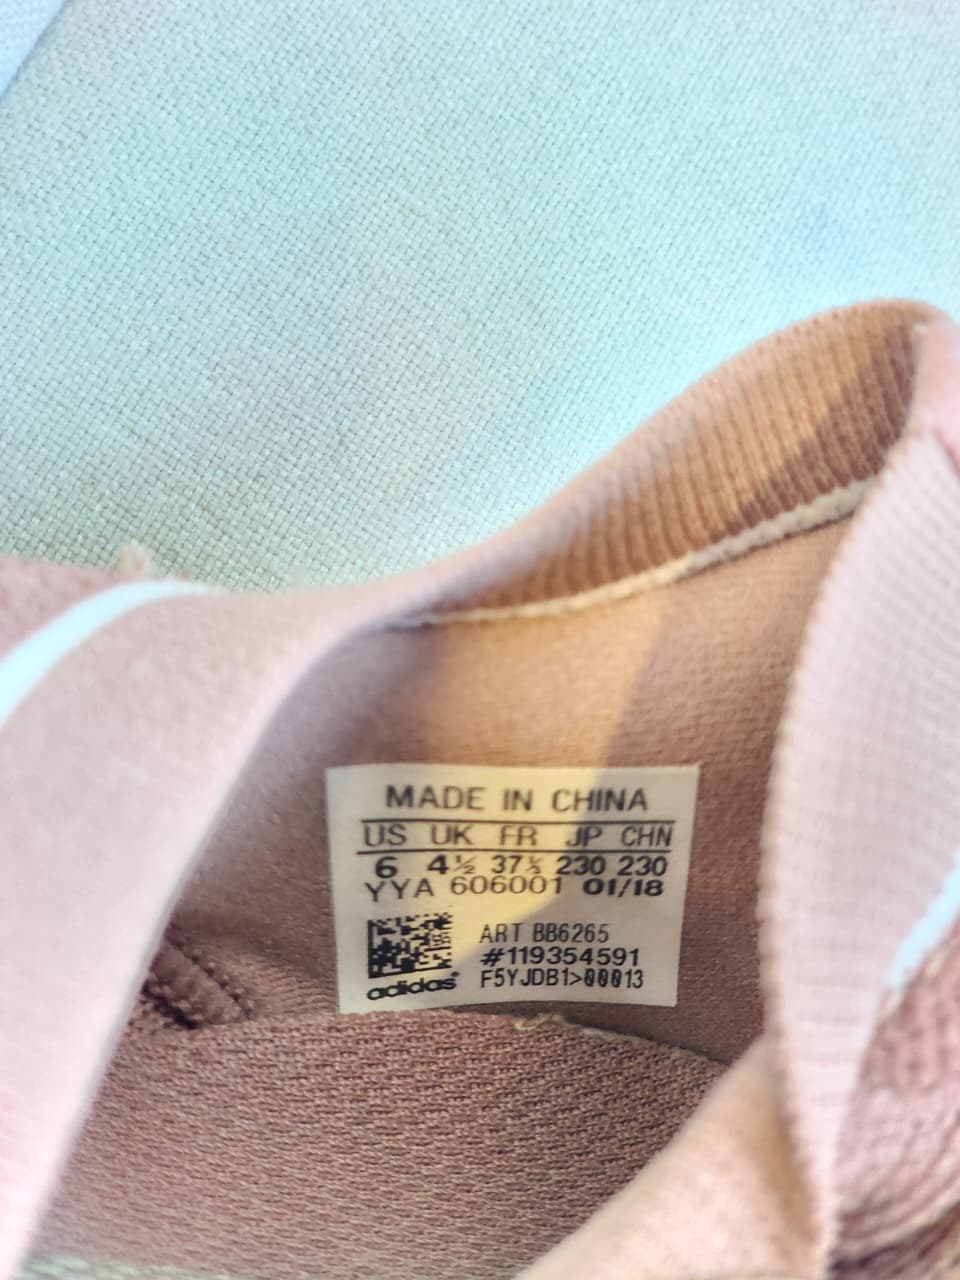 MADE IN CHINA
US UK FR JP CHN
6 4½ 37⅓ 230 230
YYA 606001 01/18
ART BB6265
#119354591
F5YJDB1>00013
adidas®